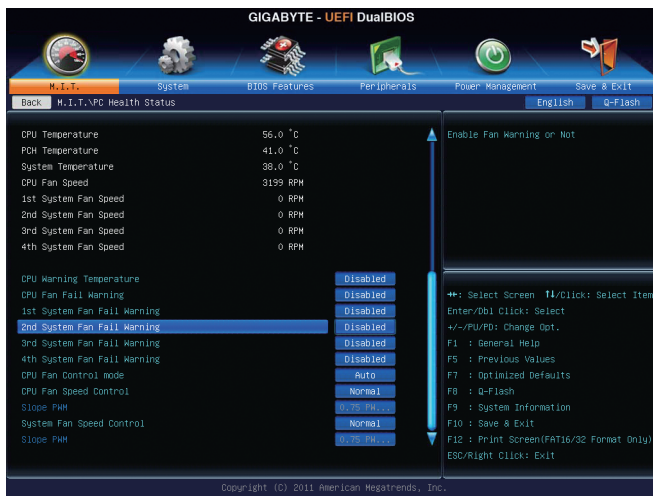 GIGABYTE - UEFI DualBIOS
M.I.T. System BIOS Features Peripherals Power Management Save & Exit
Back M.I.T.\PC Health Status English Q-Flash
CPU Temperature 56.0 °C
PCH Temperature 41.0 °C
System Temperature 38.0 °C
CPU Fan Speed 3199 RPM
1st System Fan Speed 0 RPM
2nd System Fan Speed 0 RPM
3rd System Fan Speed 0 RPM
4th System Fan Speed 0 RPM
CPU Warning Temperature Disabled
CPU Fan Fail Warning Disabled
1st System Fan Fail Warning Disabled
2nd System Fan Fail Warning Disabled
3rd System Fan Fail Warning Disabled
4th System Fan Fail Warning Disabled
CPU Fan Control mode Auto
CPU Fan Speed Control Normal
Slope PWM 0.75 PW...
System Fan Speed Control Normal
Slope PWM 0.75 PW...
Enable Fan Warning or Not
→←: Select Screen ↑↓/Click: Select Item
Enter/Dbl Click: Select
+/-/PU/PD: Change Opt.
F1 : General Help
F5 : Previous Values
F7 : Optimized Defaults
F8 : Q-Flash
F9 : System Information
F10 : Save & Exit
F12 : Print Screen(FAT16/32 Format Only)
ESC/Right Click: Exit
Copyright (C) 2011 American Megatrends, Inc.